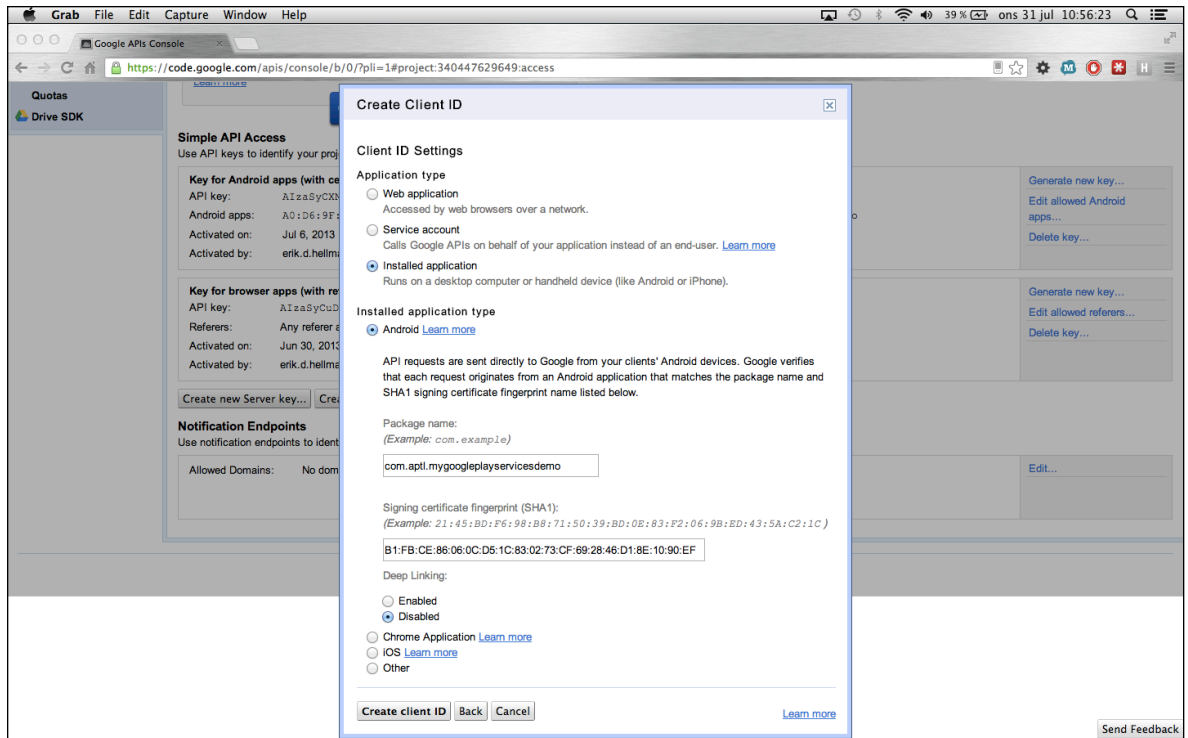 Grab File Edit Capture Window Help 39% ons 31 jul 10:56:23
Google APIs Console
https://code.google.com/apis/console/b/0/?pli=1#project:340447629649:access
Quotas
Drive SDK
Learn more
Simple API Access
Use API keys to identify your proj
Key for Android apps (with ce
API key: AIzaSyCXN
Android apps: A0:D6:9F:
Activated on: Jul 6, 2013
Activated by: erik.d.hellma
Generate new key...
Edit allowed Android
apps...
Delete key...
Key for browser apps (with re
API key: AIzaSyCuD
Referers: Any referer a
Activated on: Jun 30, 2013
Activated by: erik.d.hellma
Generate new key...
Edit allowed referers...
Delete key...
Create new Server key... Crea
Notification Endpoints
Use notification endpoints to ident
Allowed Domains: No dom
Edit...
Create Client ID
Client ID Settings
Application type
Web application
Accessed by web browsers over a network.
Service account
Calls Google APIs on behalf of your application instead of an end-user. Learn more
Installed application
Runs on a desktop computer or handheld device (like Android or iPhone).
Installed application type
Android Learn more
API requests are sent directly to Google from your clients' Android devices. Google verifies
that each request originates from an Android application that matches the package name and
SHA1 signing certificate fingerprint name listed below.
Package name:
(Example: com.example)
com.aptl.mygoogleplayservicesdemo
Signing certificate fingerprint (SHA1):
(Example: 21:45:BD:F6:98:B8:71:50:39:BD:0E:83:F2:06:9B:ED:43:5A:C2:1C )
B1:FB:CE:86:06:0C:D5:1C:83:02:73:CF:69:28:46:D1:8E:10:90:EF
Deep Linking:
Enabled
Disabled
Chrome Application Learn more
iOS Learn more
Other
Create client ID Back Cancel
Learn more
Send Feedback